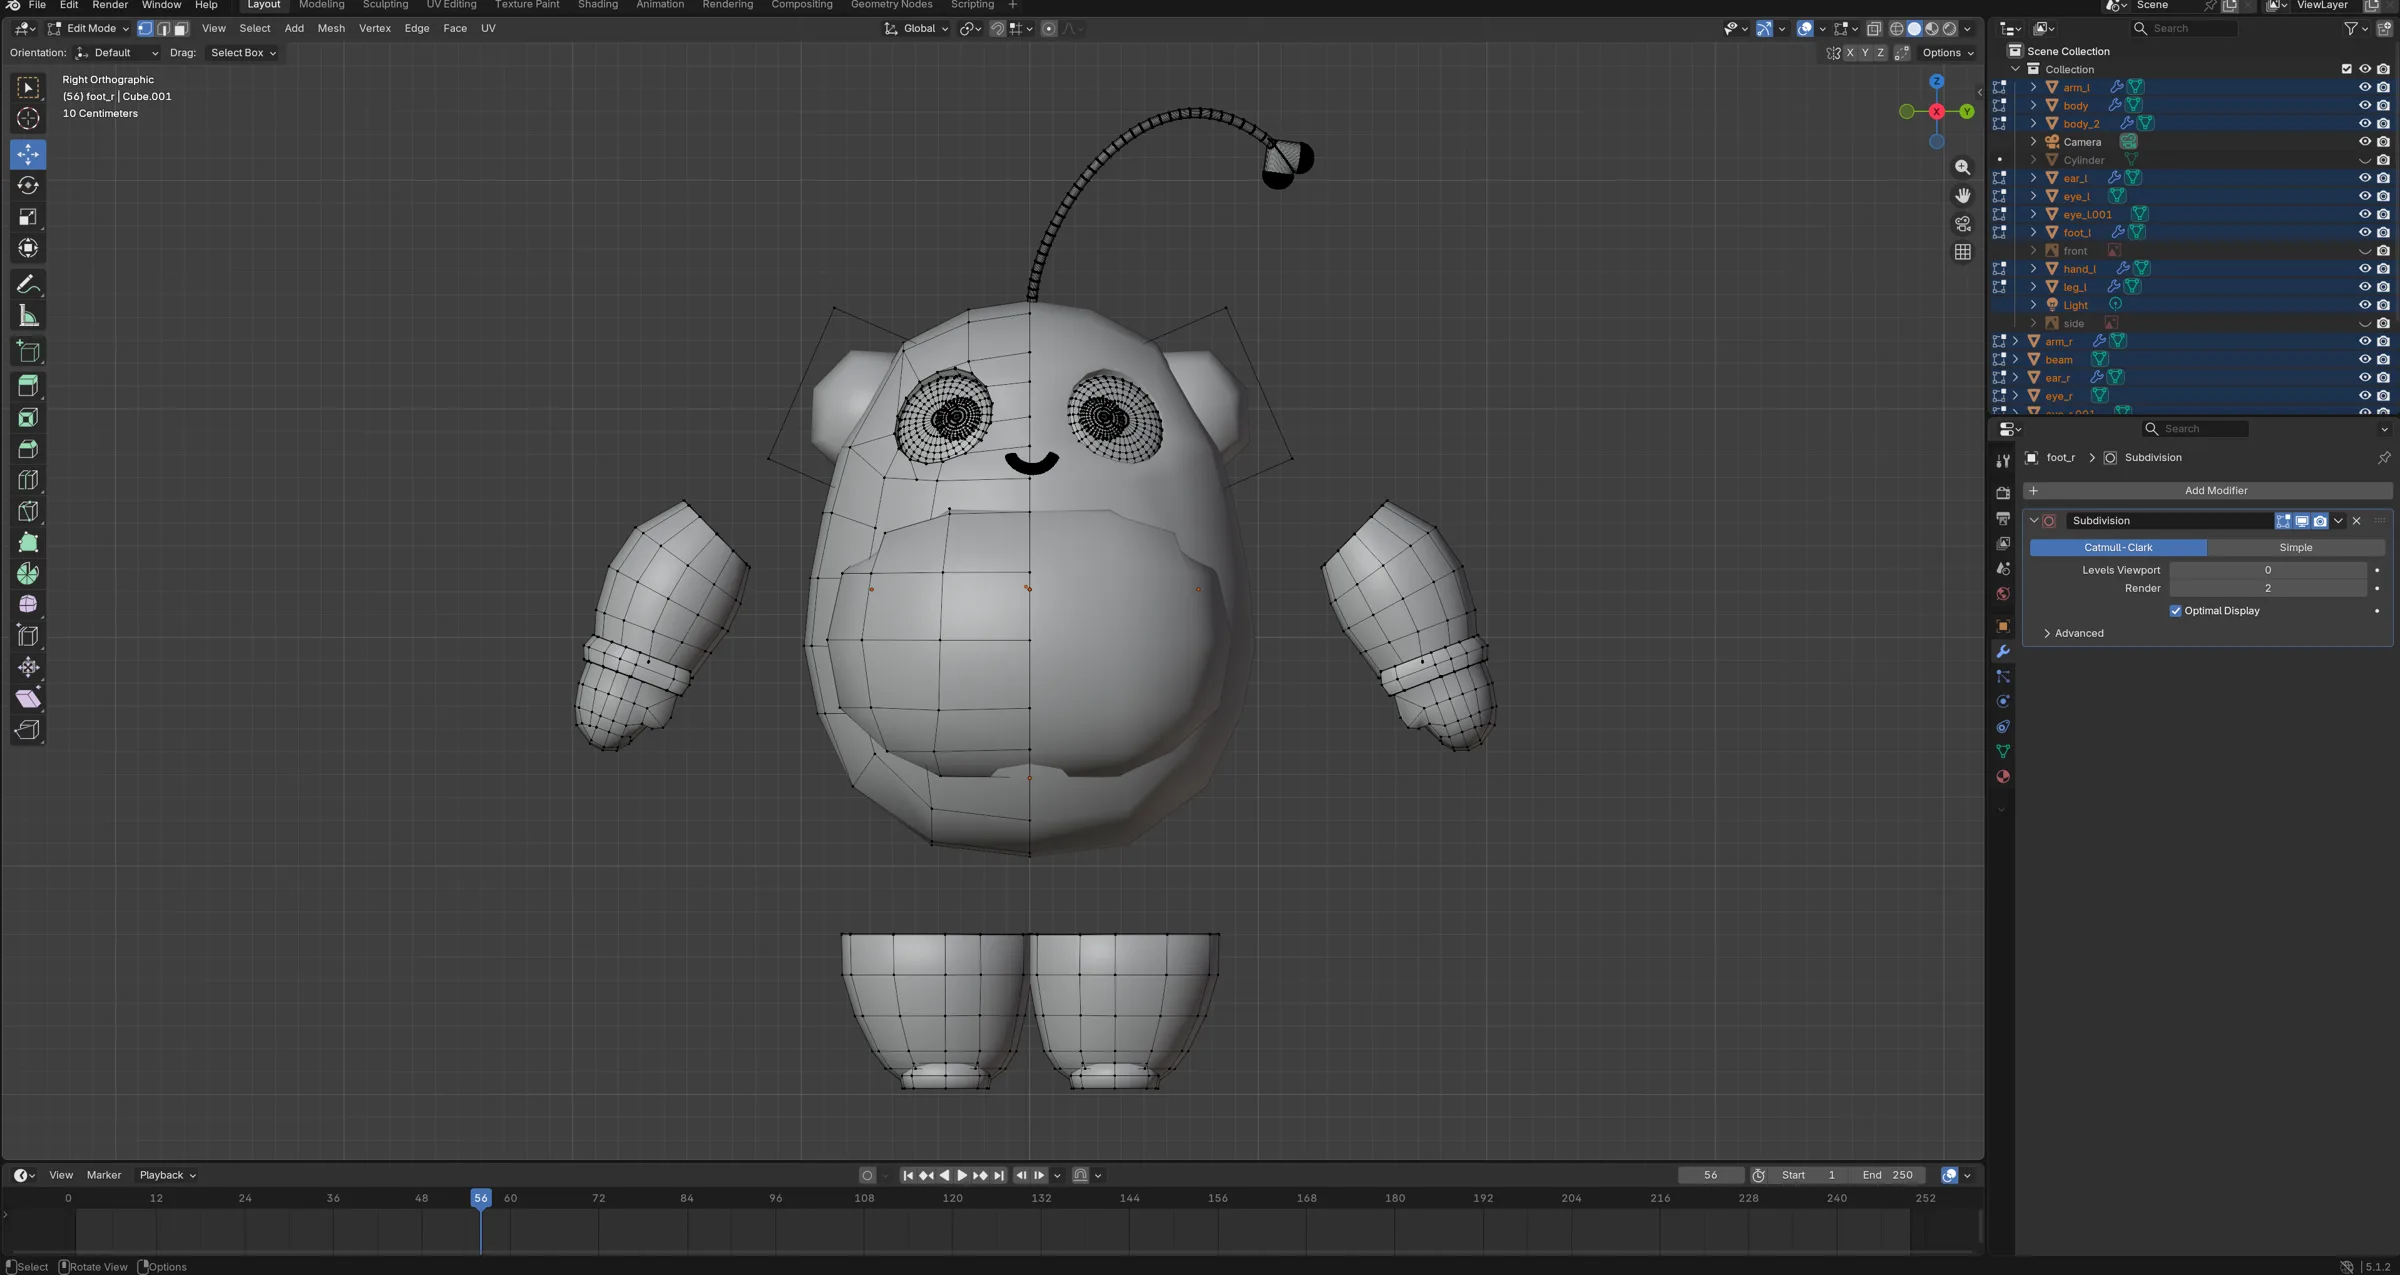 File Edit Render Window Help Layout Modeling Sculpting UV Editing Texture Paint Shading Animation Rendering Compositing Geometry Nodes Scripting + Scene ViewLayer
Edit Mode View Select Add Mesh Vertex Edge Face UV Global Search
Orientation: Default Drag: Select Box X Y Z Options
Right Orthographic
(56) foot_r | Cube.001
10 Centimeters
Z
X
Y
Scene Collection
Collection
arm_l
body
body_2
Camera
Cylinder
ear_l
eye_l
eye_l.001
foot_l
front
hand_l
leg_l
Light
side
arm_r
beam
ear_r
eye_r
eye_r.001
Search
foot_r > Subdivision
+ Add Modifier
Subdivision
Catmull-Clark Simple
Levels Viewport 0
Render 2
Optimal Display
Advanced
View Marker Playback 56 Start 1 End 250
0 12 24 36 48 56 60 72 84 96 108 120 132 144 156 168 180 192 204 216 228 240 252
Select Rotate View Options 5.1.2